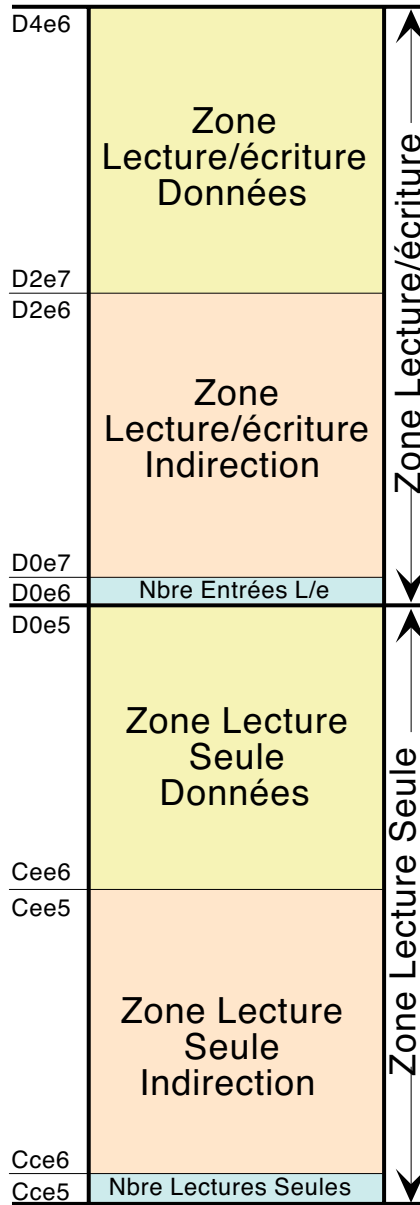 D4e6
Zone
Lecture/écriture
Données
D2e7
D2e6
Zone
Lecture/écriture
Indirection
D0e7
D0e6
Nbre Entrées L/e
Zone Lecture/écriture
D0e5
Zone Lecture
Seule
Données
Cee6
Cee5
Zone Lecture
Seule
Indirection
Cce6
Cce5
Nbre Lectures Seules
Zone Lecture Seule